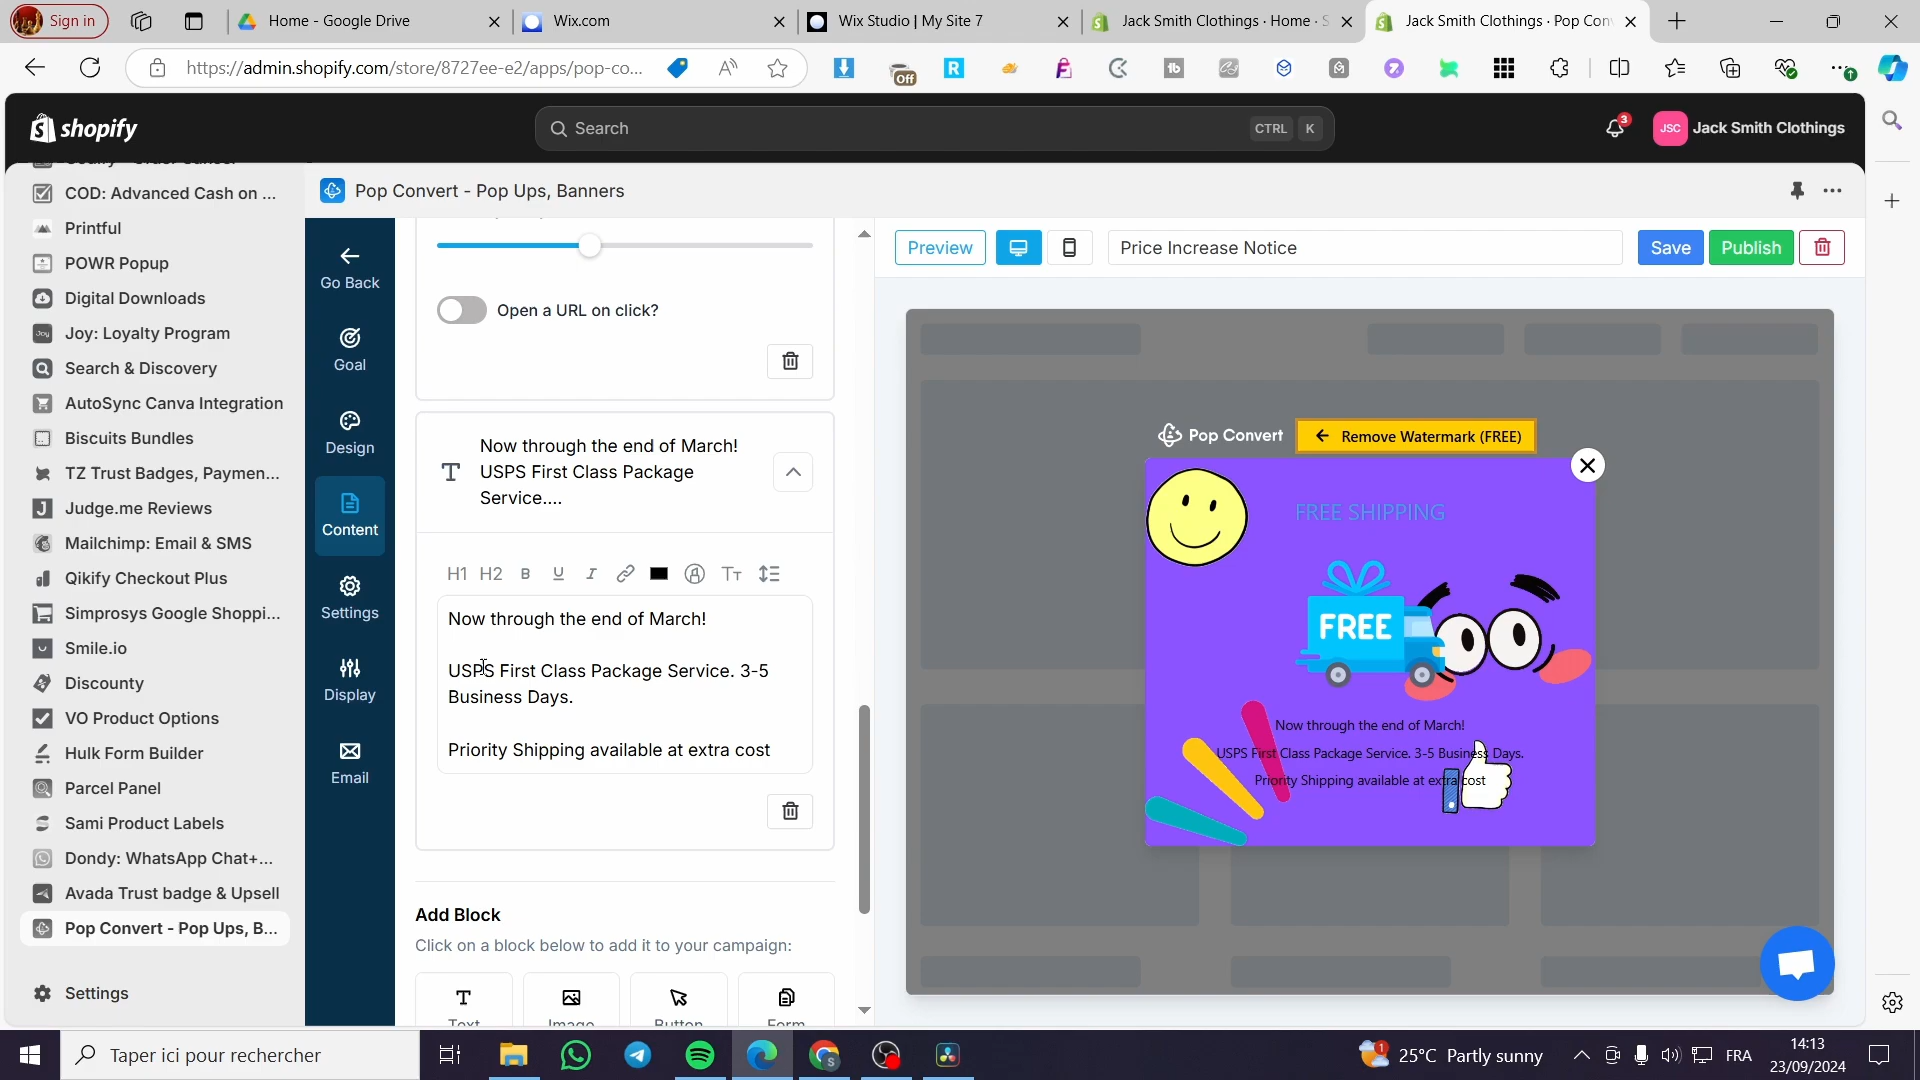 Sign in
Home - Google Drive
Wix.com
Wix Studio | My Site 7
Jack Smith Clothings · Home · S
Jack Smith Clothings · Pop Con
https://admin.shopify.com/store/8727ee-e2/apps/pop-co...
Off
shopify
Search
CTRL K
3
JSC
Jack Smith Clothings
COD: Advanced Cash on ...
Printful
POWR Popup
Digital Downloads
Joy: Loyalty Program
Search & Discovery
AutoSync Canva Integration
Biscuits Bundles
TZ Trust Badges, Paymen...
Judge.me Reviews
Mailchimp: Email & SMS
Qikify Checkout Plus
Simprosys Google Shoppi...
Smile.io
Discounty
VO Product Options
Hulk Form Builder
Parcel Panel
Sami Product Labels
Dondy: WhatsApp Chat+...
Avada Trust badge & Upsell
Pop Convert - Pop Ups, B...
Settings
Pop Convert - Pop Ups, Banners
Go Back
Goal
Design
Content
Settings
Display
Email
Open a URL on click?
Now through the end of March!
USPS First Class Package
Service....
H1 H2 B U I
Now through the end of March!
USPS First Class Package Service. 3-5
Business Days.
Priority Shipping available at extra cost
Add Block
Click on a block below to add it to your campaign:
Text
Image
Button
Form
Preview
Price Increase Notice
Save
Publish
Pop Convert
Remove Watermark (FREE)
FREE SHIPPING
FREE
Now through the end of March!
USPS First Class Package Service. 3-5 Business Days.
Priority Shipping available at extra cost
Taper ici pour rechercher
1
25°C Partly sunny
FRA
14:13
23/09/2024